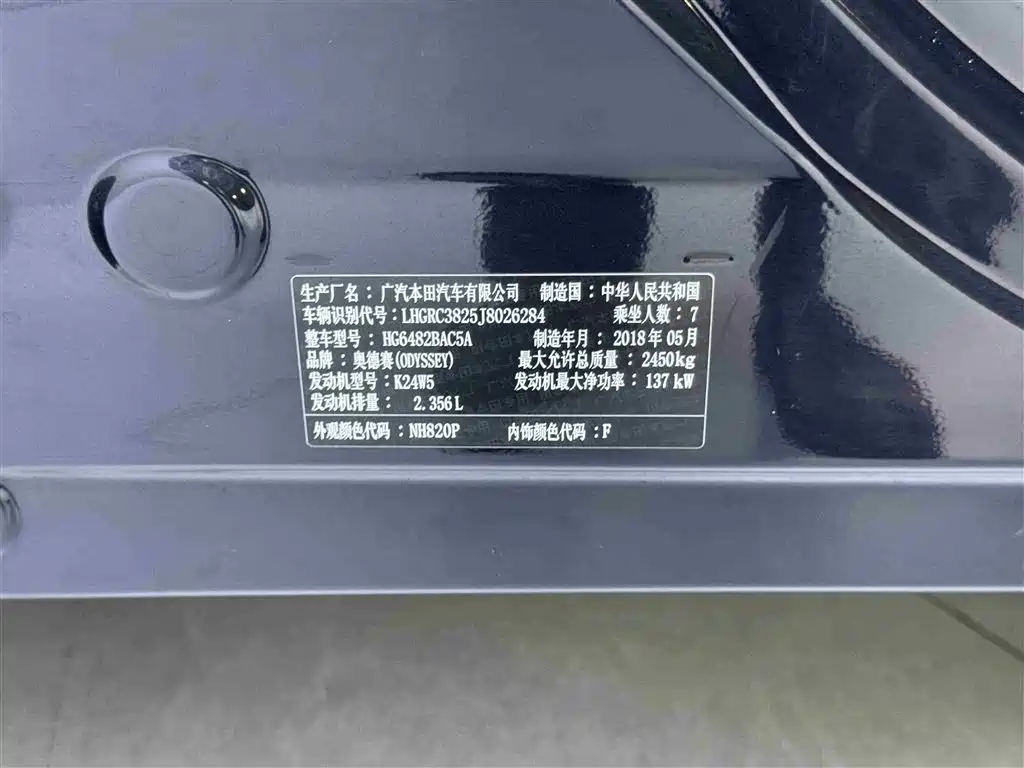 生产厂名：广汽本田汽车有限公司 制造国：中华人民共和国
车辆识别代号：LHGRC3825J8026284 乘坐人数：7
整车型号：HG6482BAC5A 制造年月：2018年05月
品牌：奥德赛(ODYSSEY) 最大允许总质量：2450kg
发动机型号：K24W5 发动机最大净功率：137kW
发动机排量：2.356L
外观颜色代码：NH820P 内饰颜色代码：F